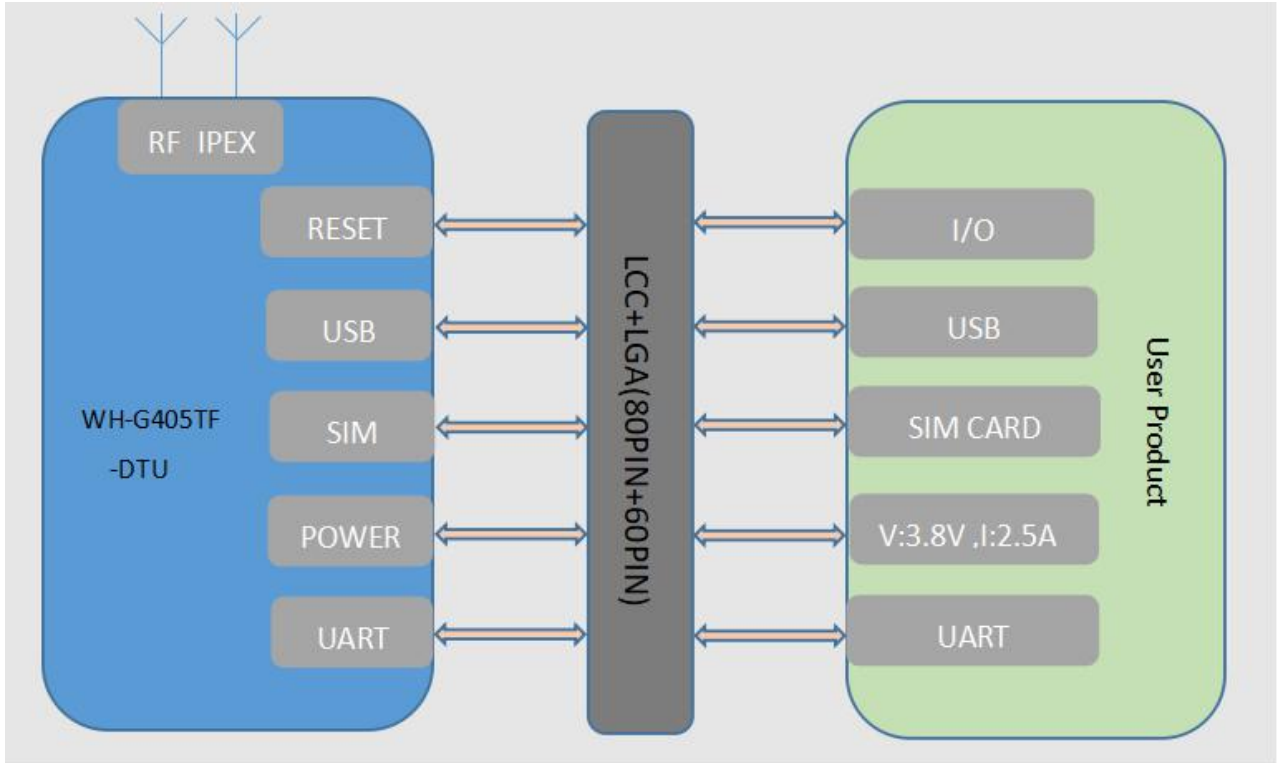 RF IPEX
RESET
USB
SIM
POWER
UART
WH-G405TF
-DTU
LCC+LGA(80PIN+60PIN)
I/O
USB
SIM CARD
V:3.8V ,I:2.5A
UART
User Product